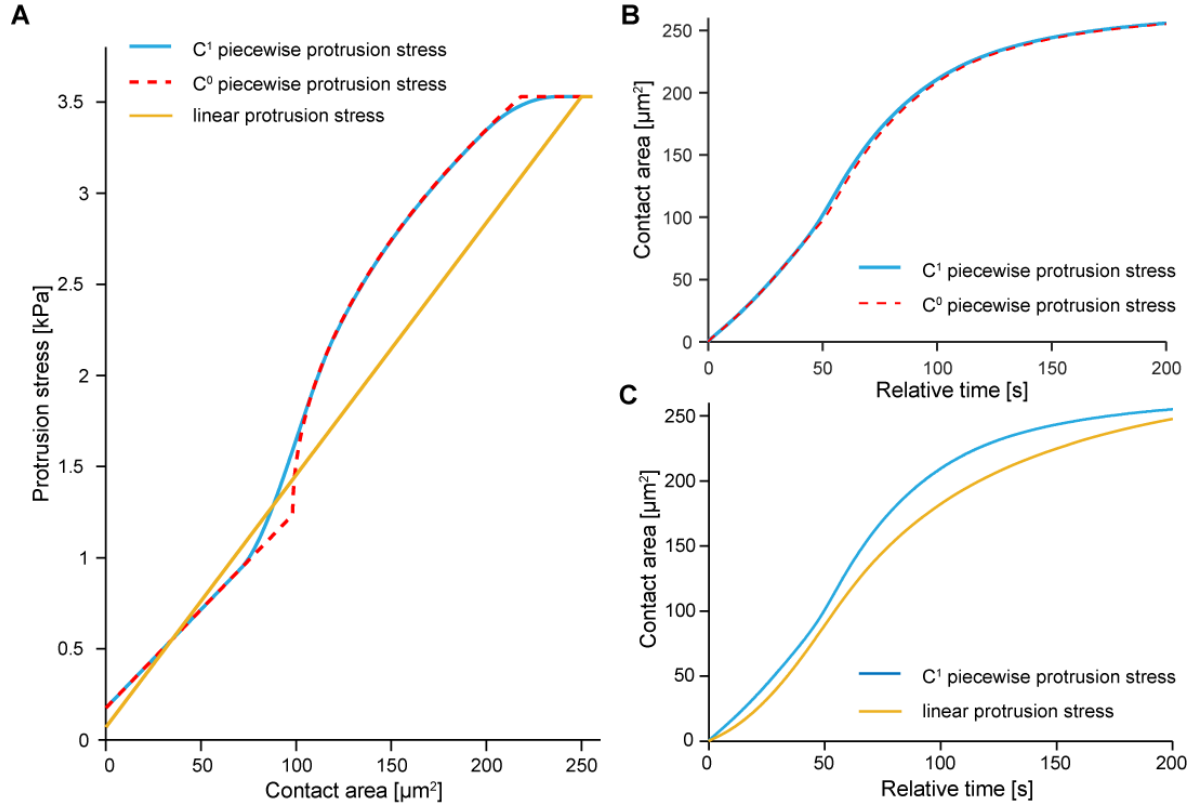 A
C¹ piecewise protrusion stress
C⁰ piecewise protrusion stress
linear protrusion stress
Protrusion stress [kPa]
3.5
3
2.5
2
1.5
1
0.5
0
0 50 100 150 200 250
Contact area [µm²]
B
Contact area [µm²]
250
200
150
100
50
0
C¹ piecewise protrusion stress
C⁰ piecewise protrusion stress
0 50 100 150 200
Relative time [s]
C
Contact area [µm²]
250
200
150
100
50
0
C¹ piecewise protrusion stress
linear protrusion stress
0 50 100 150 200
Relative time [s]